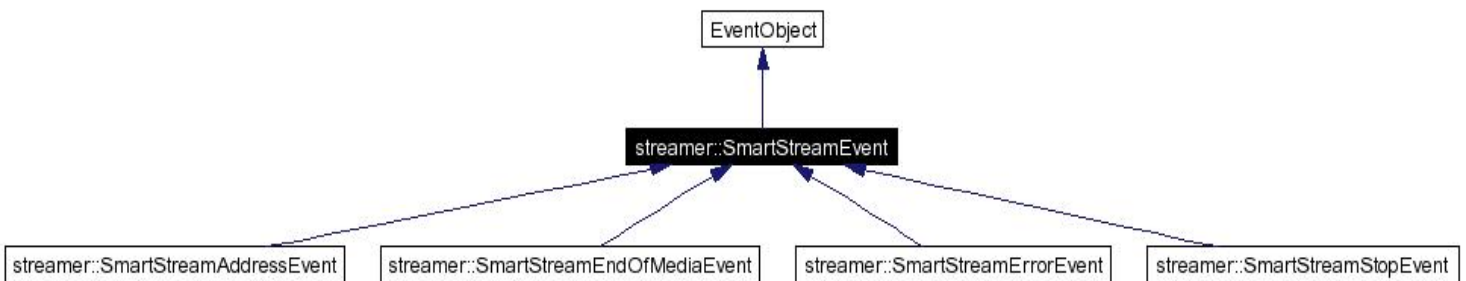 EventObject
streamer::SmartStreamEvent
streamer::SmartStreamAddressEvent
streamer::SmartStreamEndOfMediaEvent
streamer::SmartStreamErrorEvent
streamer::SmartStreamStopEvent